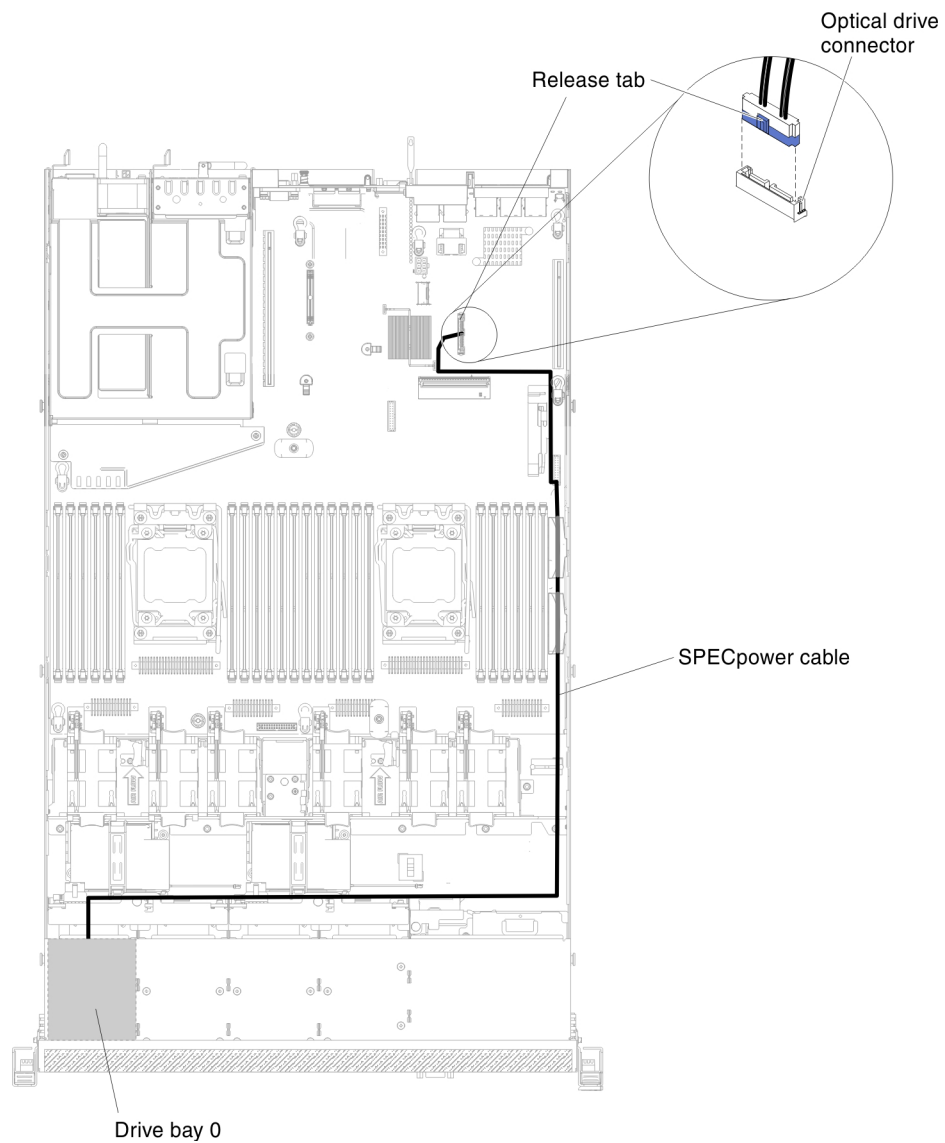 Optical drive
connector
Release tab
SPECpower cable
Drive bay 0